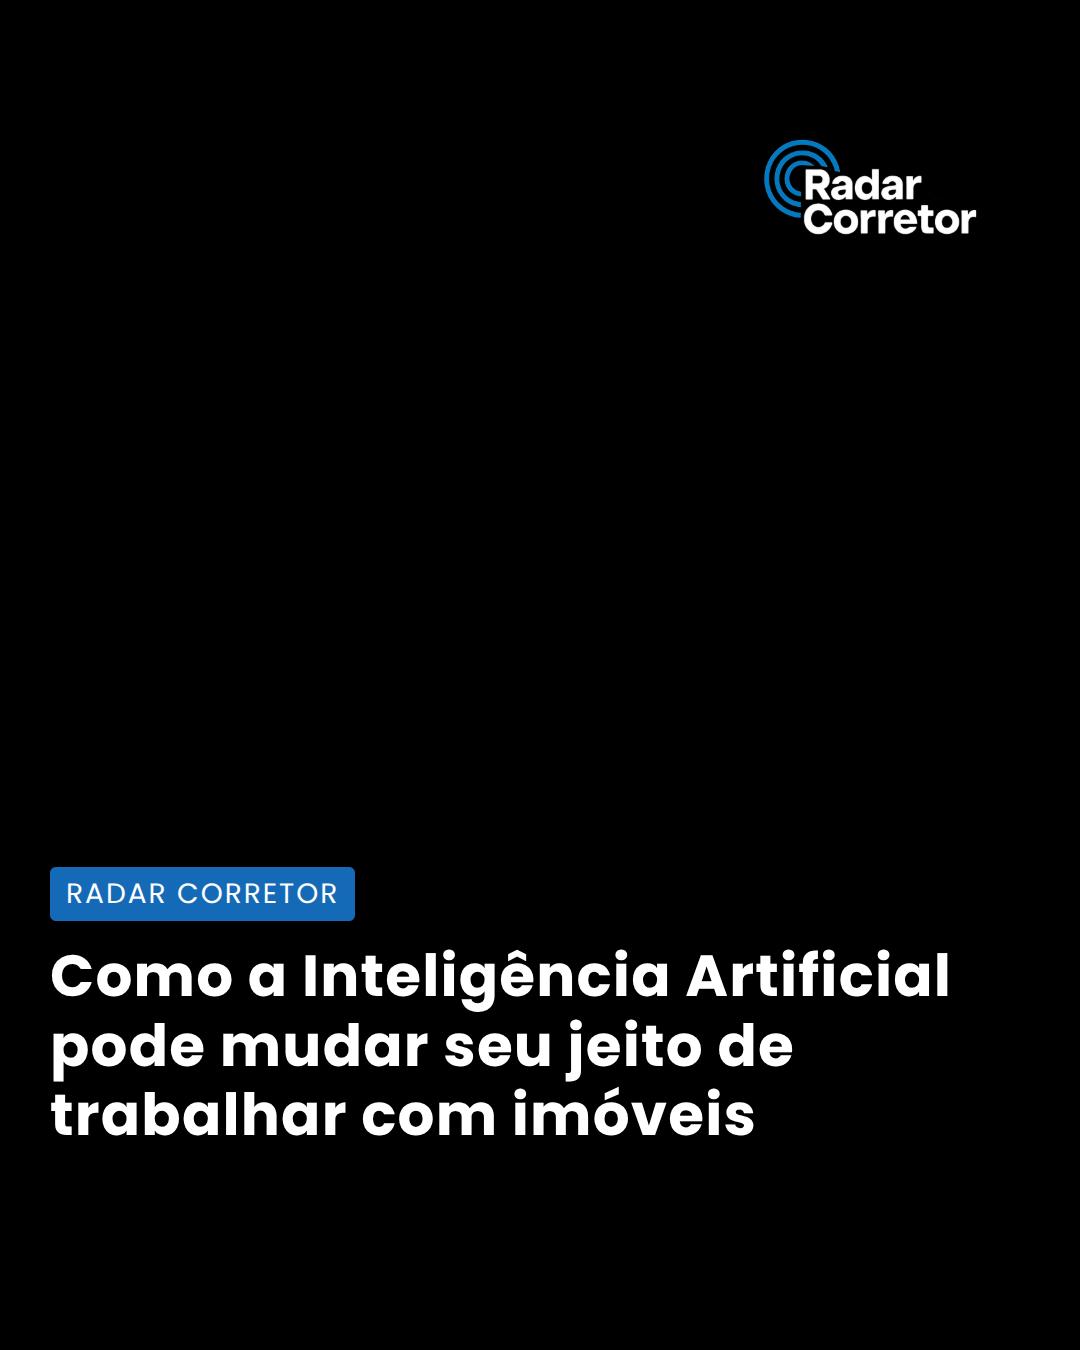 Radar
Corretor
RADAR CORRETOR
Como a Inteligência Artificial
pode mudar seu jeito de
trabalhar com imóveis